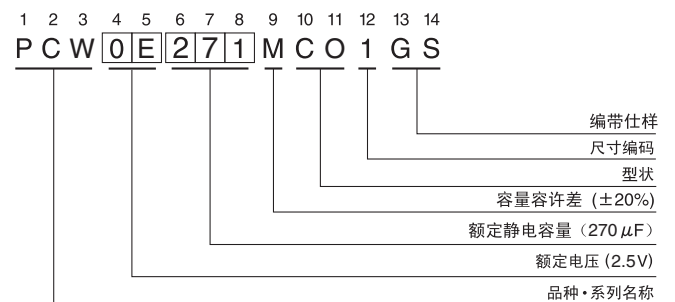 1 2 3 4 5 6 7 8 9 10 11 12 13 14
P C W 0 E 2 7 1 M C O 1 G S
编带仕样
尺寸编码
型状
容量容许差 (±20%)
额定静电容量（270 μF）
额定电压 (2.5V)
品种・系列名称